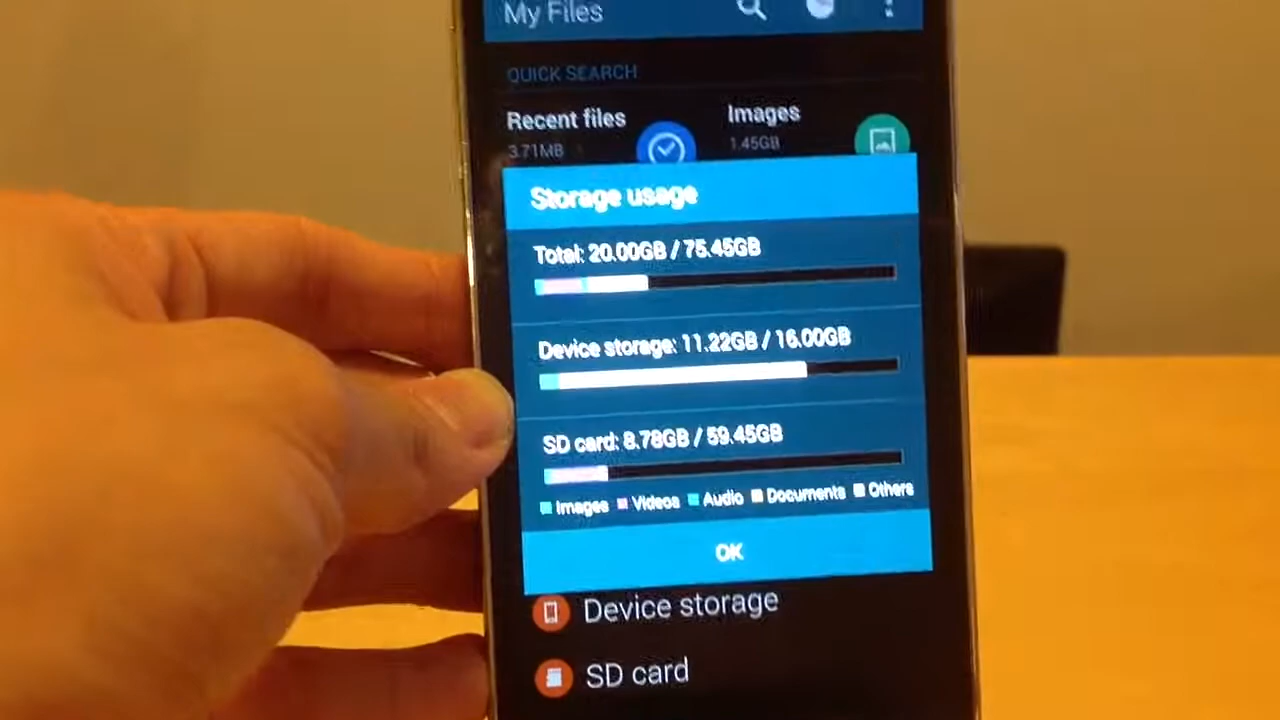 My Files
QUICK SEARCH
Recent files
3.71MB
Images
1.45GB
Storage usage
Total: 20.00GB / 75.45GB
Device storage: 11.22GB / 16.00GB
SD card: 8.78GB / 59.45GB
Images Videos Audio Documents Others
OK
Device storage
SD card